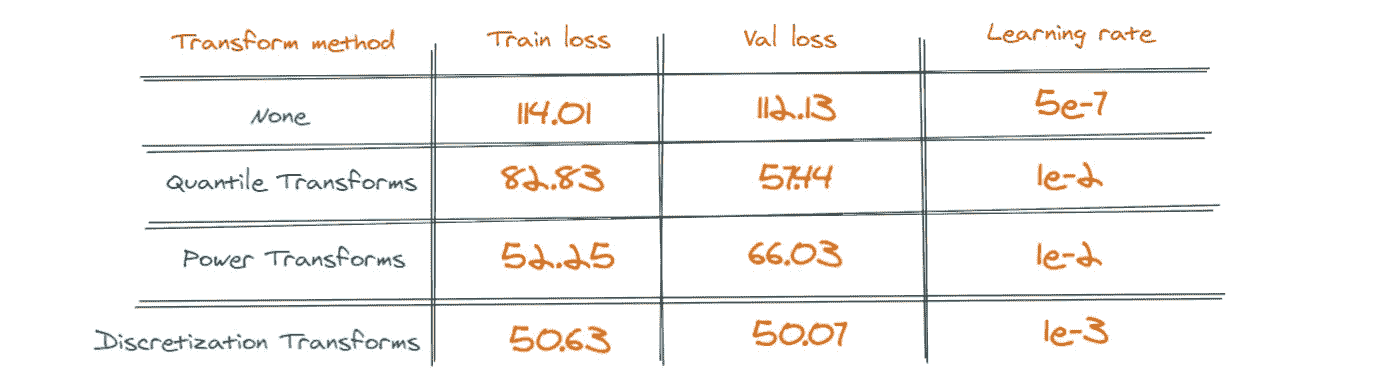 Transform method Train loss Val loss Learning rate
None 114.01 112.13 5e-7
Quantile Transforms 82.83 57.44 1e-2
Power Transforms 52.25 66.03 1e-2
Discretization Transforms 50.63 50.07 1e-3